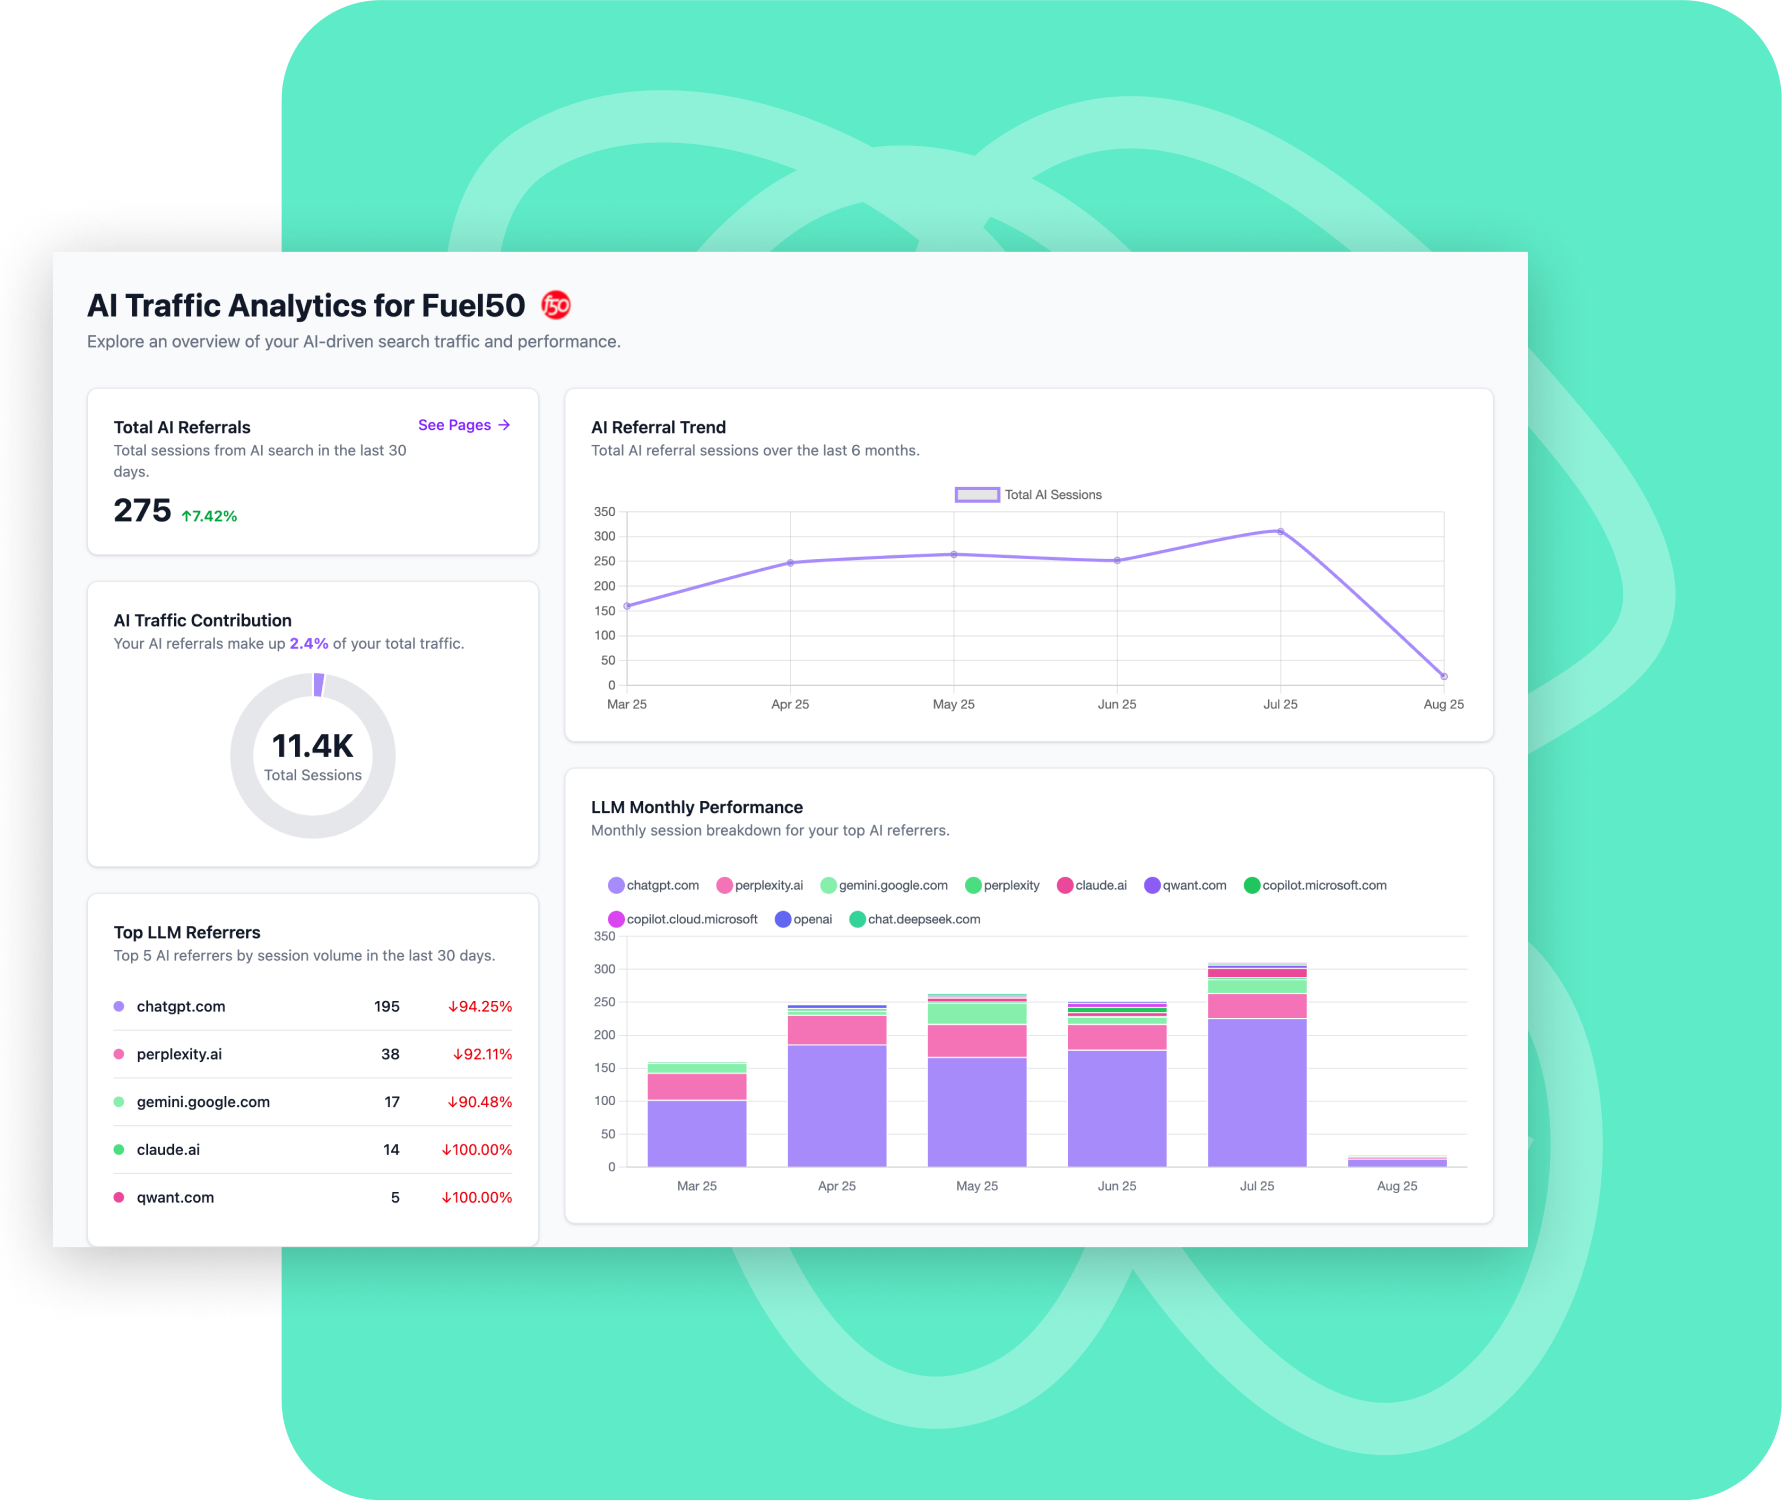 AI Traffic Analytics for Fuel50 f50
Explore an overview of your AI-driven search traffic and performance.
Total AI Referrals
See Pages →
Total sessions from AI search in the last 30
days.
275 ↑7.42%
AI Traffic Contribution
Your AI referrals make up 2.4% of your total traffic.
11.4K
Total Sessions
Top LLM Referrers
Top 5 AI referrers by session volume in the last 30 days.
chatgpt.com 195 ↓94.25%
perplexity.ai 38 ↓92.11%
gemini.google.com 17 ↓90.48%
claude.ai 14 ↓100.00%
qwant.com 5 ↓100.00%
AI Referral Trend
Total AI referral sessions over the last 6 months.
Total AI Sessions
350
300
250
200
150
100
50
0
Mar 25 Apr 25 May 25 Jun 25 Jul 25 Aug 25
LLM Monthly Performance
Monthly session breakdown for your top AI referrers.
chatgpt.com perplexity.ai gemini.google.com perplexity claude.ai qwant.com copilot.microsoft.com
copilot.cloud.microsoft openai chat.deepseek.com
350
300
250
200
150
100
50
0
Mar 25 Apr 25 May 25 Jun 25 Jul 25 Aug 25